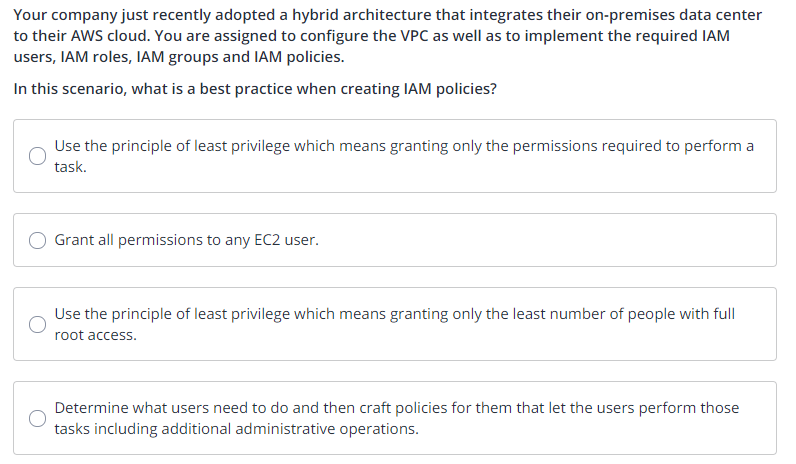 Your company just recently adopted a hybrid architecture that integrates their on-premises data center
to their AWS cloud. You are assigned to configure the VPC as well as to implement the required IAM
users, IAM roles, IAM groups and IAM policies.
In this scenario, what is a best practice when creating IAM policies?
Use the principle of least privilege which means granting only the permissions required to perform a
task.
Grant all permissions to any EC2 user.
Use the principle of least privilege which means granting only the least number of people with full
root access.
Determine what users need to do and then craft policies for them that let the users perform those
tasks including additional administrative operations.